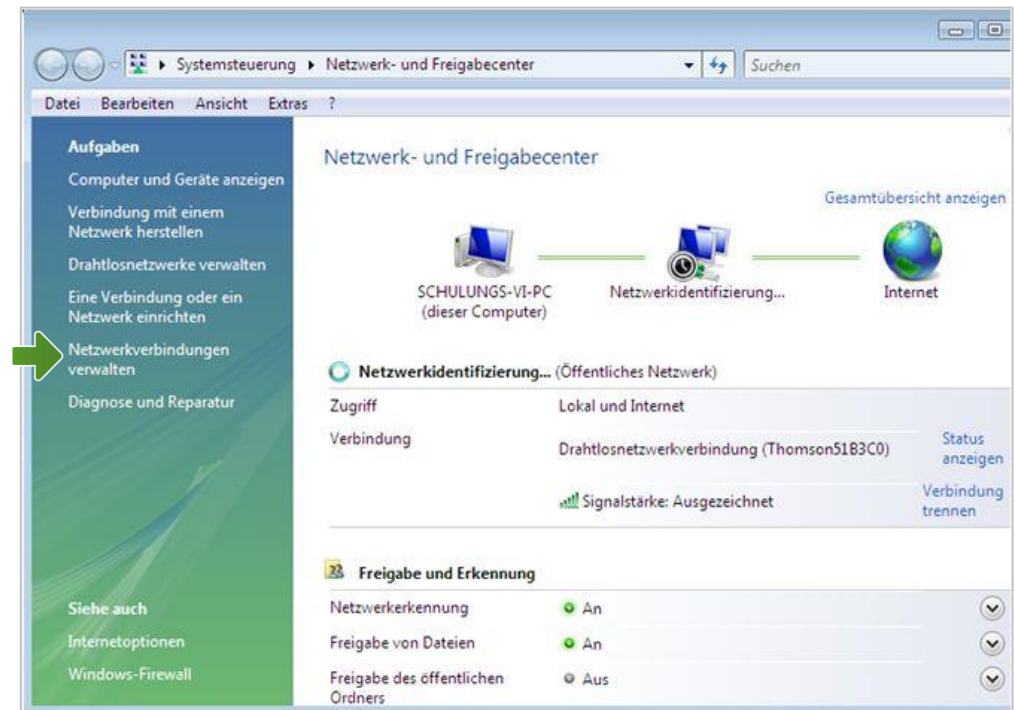 Systemsteuerung
Netzwerk- und Freigabecenter
Suchen
Datei Bearbeiten Ansicht Extras ?
Aufgaben
Computer und Geräte anzeigen
Verbindung mit einem
Netzwerk herstellen
Drahtlosnetzwerke verwalten
Eine Verbindung oder ein
Netzwerk einrichten
Netzwerkverbindungen
verwalten
Diagnose und Reparatur
Siehe auch
Internetoptionen
Windows-Firewall
Netzwerk- und Freigabecenter
Gesamtübersicht anzeigen
SCHULUNGS-VI-PC
(dieser Computer)
Netzwerkidentifizierung...
Internet
Netzwerkidentifizierung... (Öffentliches Netzwerk)
Zugriff Lokal und Internet
Verbindung Drahtlosnetzwerkverbindung (Thomson51B3C0)
Status
anzeigen
Signalstärke: Ausgezeichnet
Verbindung
trennen
Freigabe und Erkennung
Netzwerkerkennung An
Freigabe von Dateien An
Freigabe des öffentlichen
Ordners
Aus